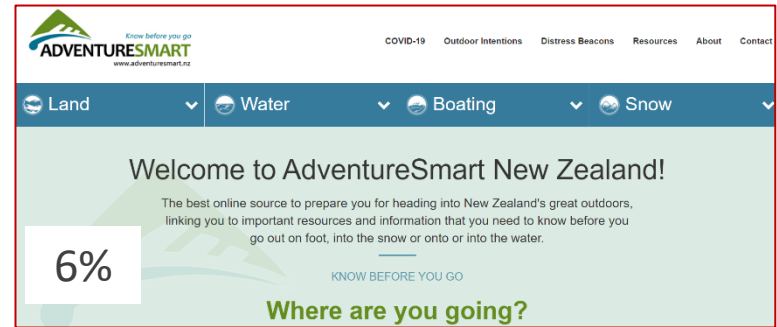 Know before you go
ADVENTURESMART
www.adventuresmart.nz
COVID-19 Outdoor Intentions Distress Beacons Resources About Contact
Land Water Boating Snow
Welcome to AdventureSmart New Zealand!
The best online source to prepare you for heading into New Zealand's great outdoors,
linking you to important resources and information that you need to know before you
go out on foot, into the snow or onto or into the water.
6%
KNOW BEFORE YOU GO
Where are you going?